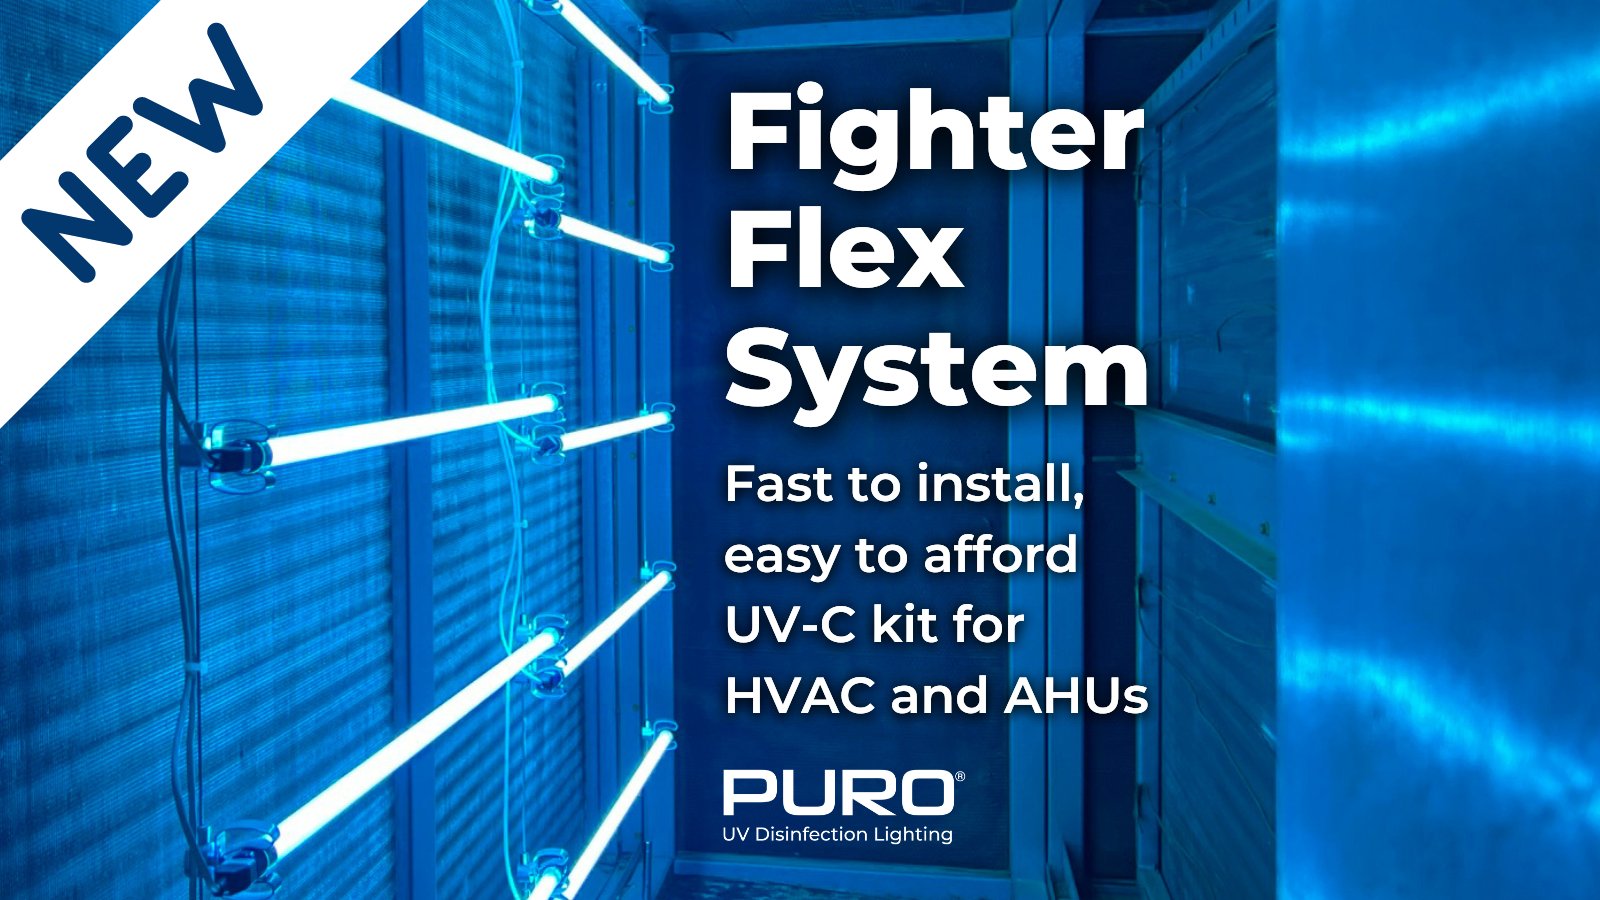 NEW
Fighter
Flex
System
Fast to install,
easy to afford
UV-C kit for
HVAC and AHUs
PURO®
UV Disinfection Lighting